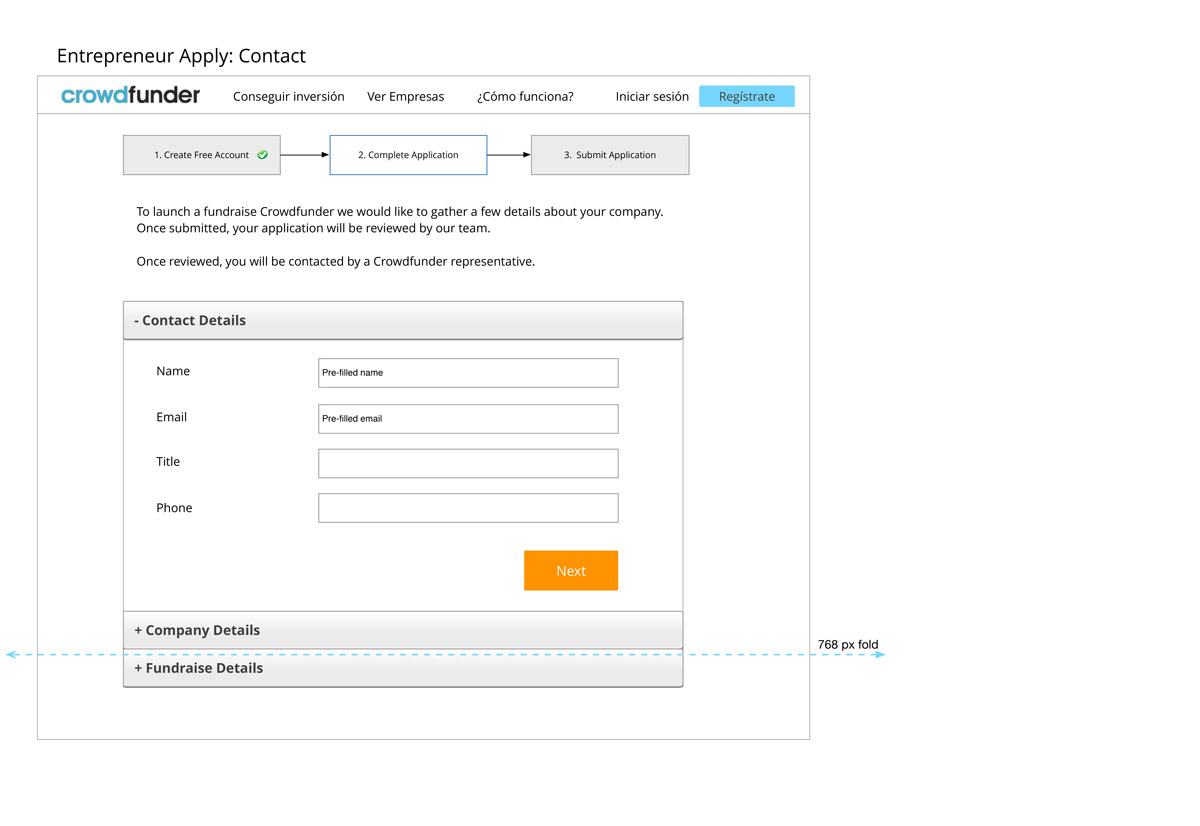 Entrepreneur Apply: Contact
crowdfunder Conseguir inversión Ver Empresas ¿Cómo funciona? Iniciar sesión Regístrate
1. Create Free Account 2. Complete Application 3. Submit Application
To launch a fundraise Crowdfunder we would like to gather a few details about your company.
Once submitted, your application will be reviewed by our team.
Once reviewed, you will be contacted by a Crowdfunder representative.
- Contact Details
Name Pre-filled name
Email Pre-filled email
Title
Phone
Next
+ Company Details
768 px fold
+ Fundraise Details